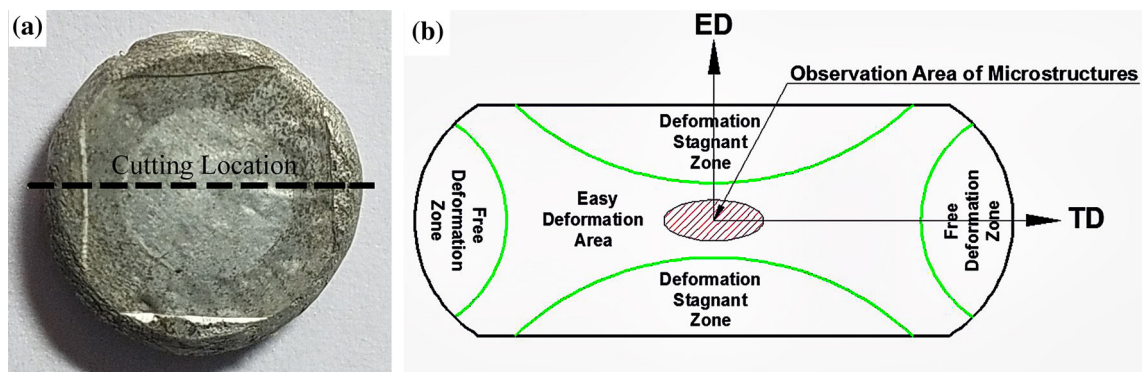 (a)
Cutting Location
(b)
ED
Observation Area of Microstructures
Deformation
Stagnant
Zone
Free
Deformation
Zone
Easy
Deformation
Area
Free
Deformation
Zone
TD
Deformation
Stagnant
Zone